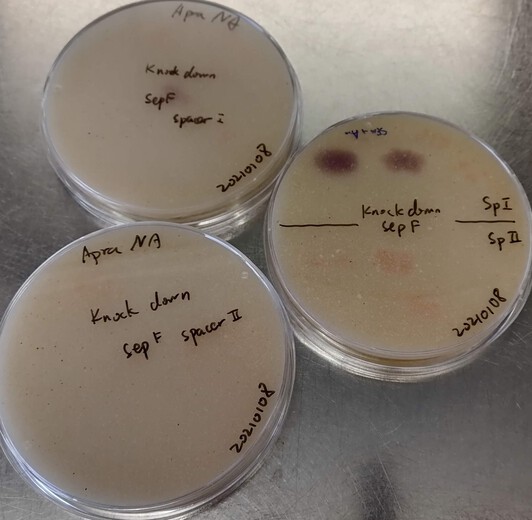 Apra NA
Knock down
sepF
spacer I
20210108
Knock down
sepF
SpI
SpII
20210108
Apra NA
Knock down
sepF spacer II
20210108